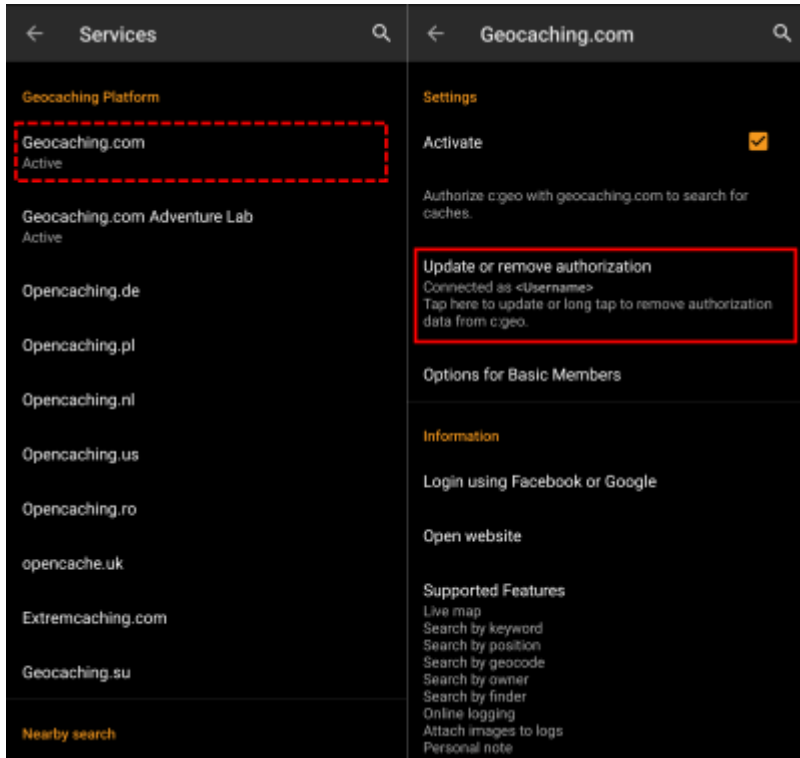 Services
Geocaching Platform
Geocaching.com
Active
Geocaching.com Adventure Lab
Active
Opencaching.de
Opencaching.pl
Opencaching.nl
Opencaching.us
Opencaching.ro
opencache.uk
Extremcaching.com
Geocaching.su
Nearby search
Geocaching.com
Settings
Activate
Authorize c:geo with geocaching.com to search for
caches.
Update or remove authorization
Connected as <Username>
Tap here to update or long tap to remove authorization
data from c:geo.
Options for Basic Members
Information
Login using Facebook or Google
Open website
Supported Features
Live map
Search by keyword
Search by position
Search by geocode
Search by owner
Search by finder
Online logging
Attach images to logs
Personal note